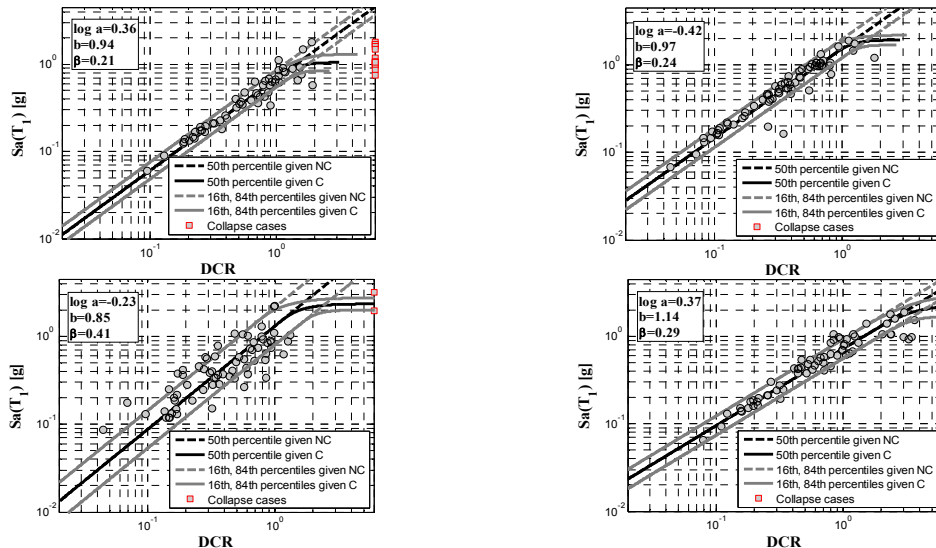 log a=0.36
b=0.94
β=0.21
Sa(T1) [g]
10^1
10^0
10^-1
10^-2
50th percentile given NC
50th percentile given C
16th, 84th percentiles given NC
16th, 84th percentiles given C
Collapse cases
10^-1
10^0
DCR
log a=-0.42
b=0.97
β=0.24
Sa(T1) [g]
10^0
10^-1
10^-2
50th percentile given NC
50th percentile given C
16th, 84th percentiles given NC
16th, 84th percentiles given C
Collapse cases
10^-1
10^0
DCR
log a=-0.23
b=0.85
β=0.41
Sa(T1) [g]
10^0
10^-1
10^-2
50th percentile given NC
50th percentile given C
16th, 84th percentiles given NC
16th, 84th percentiles given C
Collapse cases
10^-1
10^0
DCR
log a=0.37
b=1.14
β=0.29
Sa(T1) [g]
10^0
10^-1
10^-2
50th percentile given NC
50th percentile given C
16th, 84th percentiles given NC
16th, 84th percentiles given C
Collapse cases
10^-1
10^0
DCR